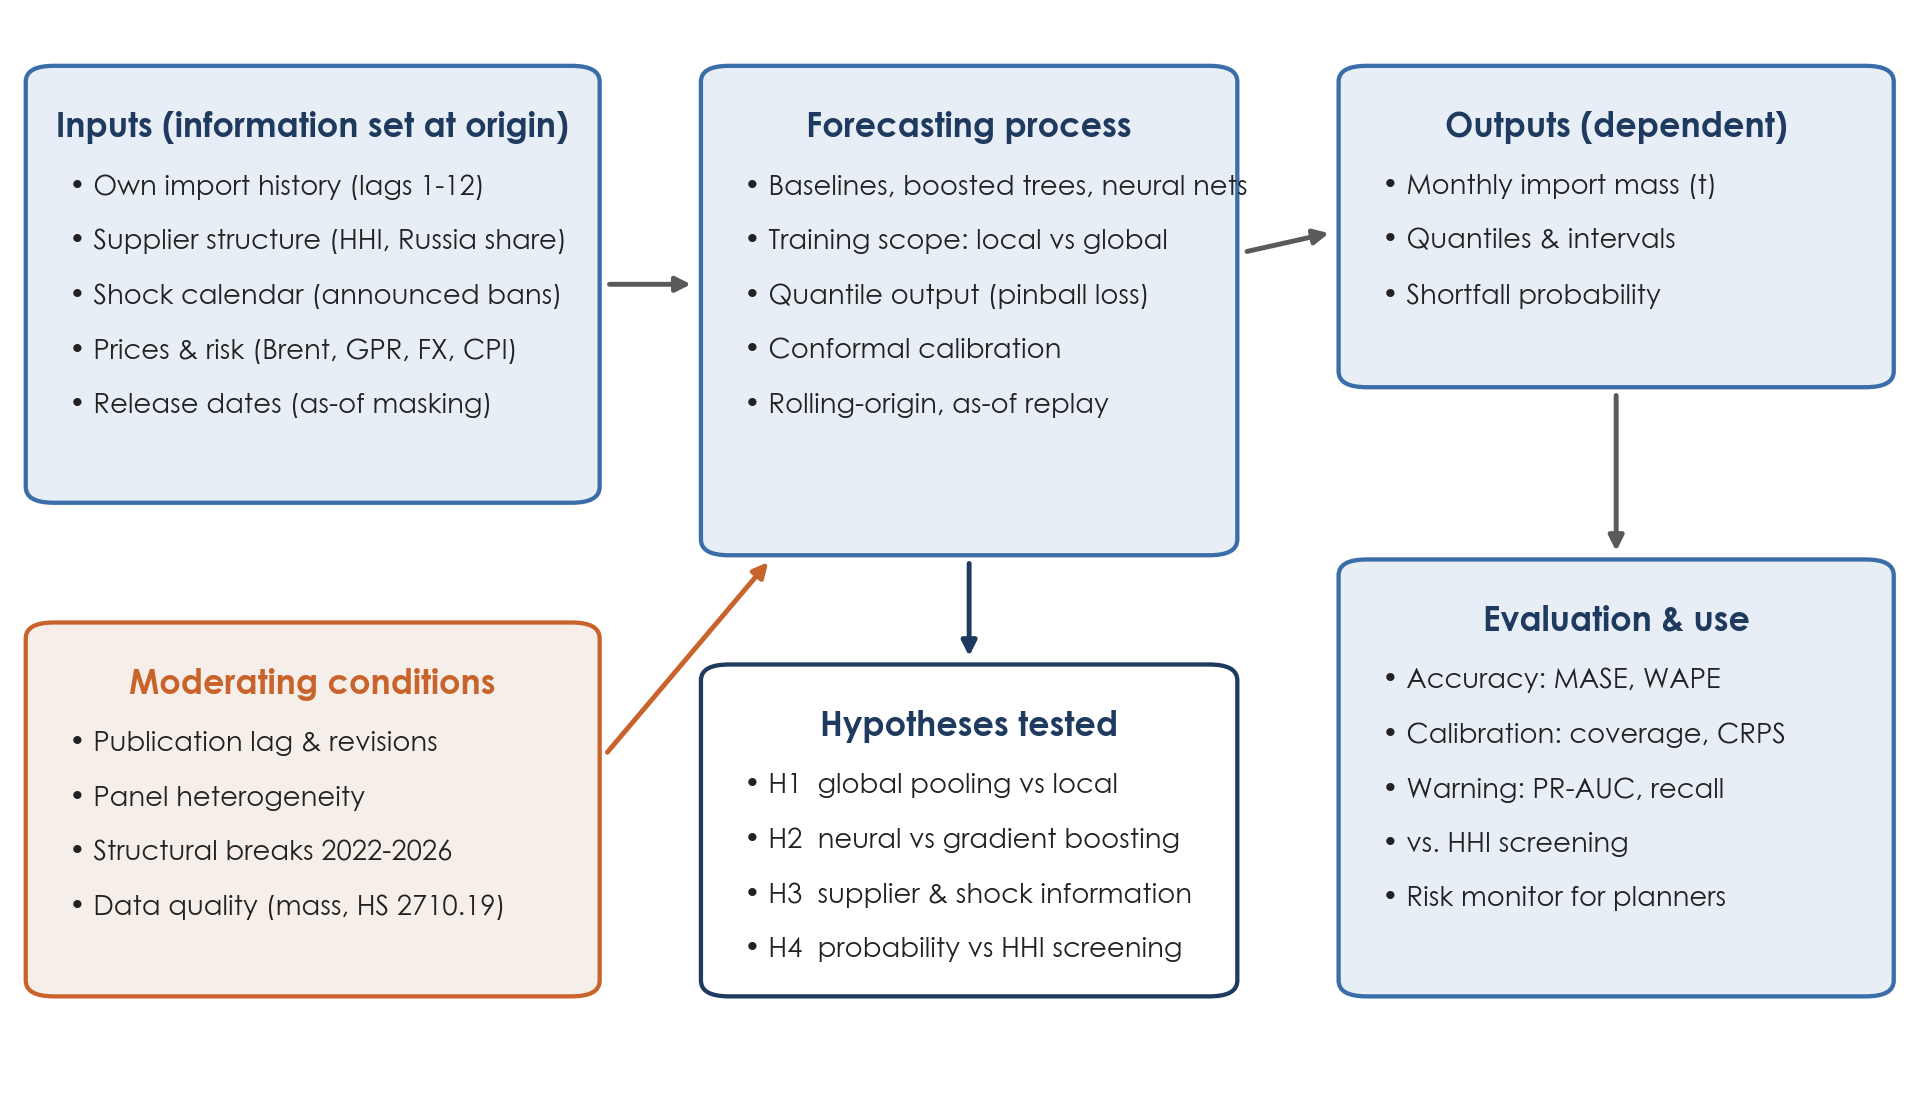 Inputs (information set at origin)
• Own import history (lags 1-12)
• Supplier structure (HHI, Russia share)
• Shock calendar (announced bans)
• Prices & risk (Brent, GPR, FX, CPI)
• Release dates (as-of masking)
Forecasting process
• Baselines, boosted trees, neural nets
• Training scope: local vs global
• Quantile output (pinball loss)
• Conformal calibration
• Rolling-origin, as-of replay
Outputs (dependent)
• Monthly import mass (t)
• Quantiles & intervals
• Shortfall probability
Moderating conditions
• Publication lag & revisions
• Panel heterogeneity
• Structural breaks 2022-2026
• Data quality (mass, HS 2710.19)
Hypotheses tested
• H1 global pooling vs local
• H2 neural vs gradient boosting
• H3 supplier & shock information
• H4 probability vs HHI screening
Evaluation & use
• Accuracy: MASE, WAPE
• Calibration: coverage, CRPS
• Warning: PR-AUC, recall
• vs. HHI screening
• Risk monitor for planners